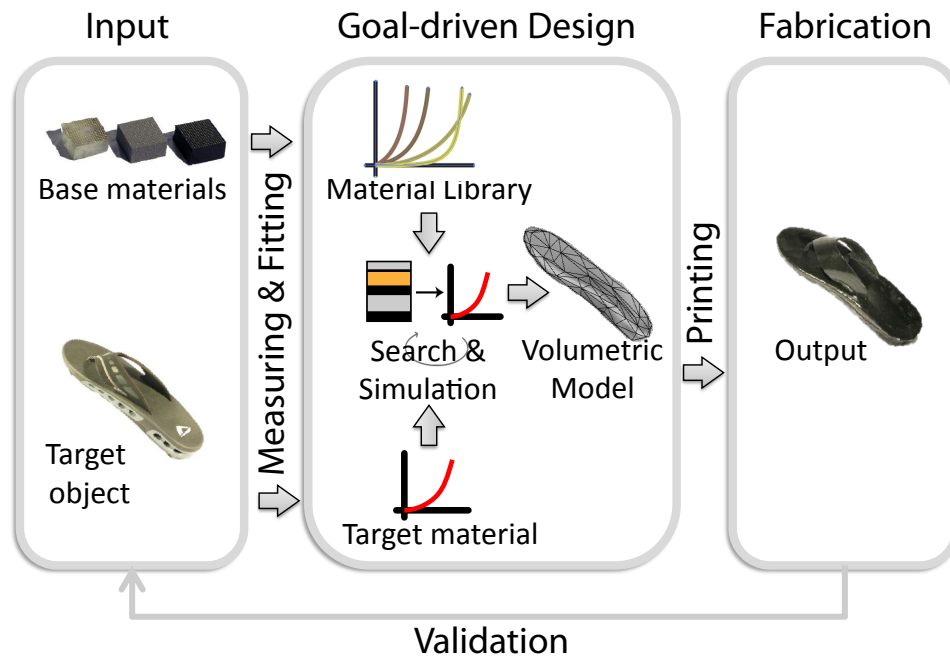 Input
Goal-driven Design
Fabrication
Base materials
Target
object
Measuring & Fitting
Material Library
Search &
Simulation
Volumetric
Model
Target material
Printing
Output
Validation